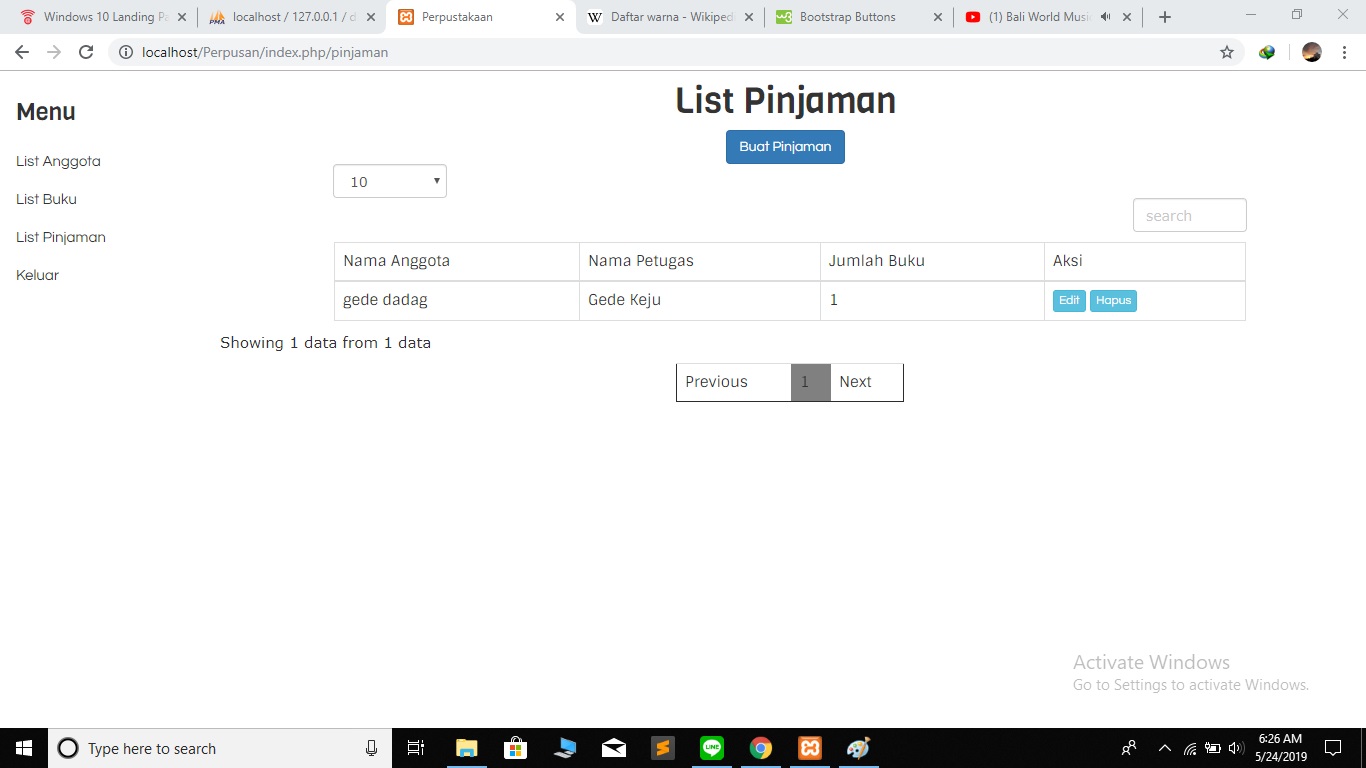 Windows 10 Landing Pa
localhost / 127.0.0.1 / d
Perpustakaan
Daftar warna - Wikiped
Bootstrap Buttons
(1) Bali World Musi
localhost/Perpusan/index.php/pinjaman
Menu
List Anggota
List Buku
List Pinjaman
Keluar
List Pinjaman
Buat Pinjaman
10
search
Nama Anggota Nama Petugas Jumlah Buku Aksi
gede dadag Gede Keju 1 Edit Hapus
Showing 1 data from 1 data
Previous 1 Next
Activate Windows
Go to Settings to activate Windows.
Type here to search
6:26 AM
5/24/2019